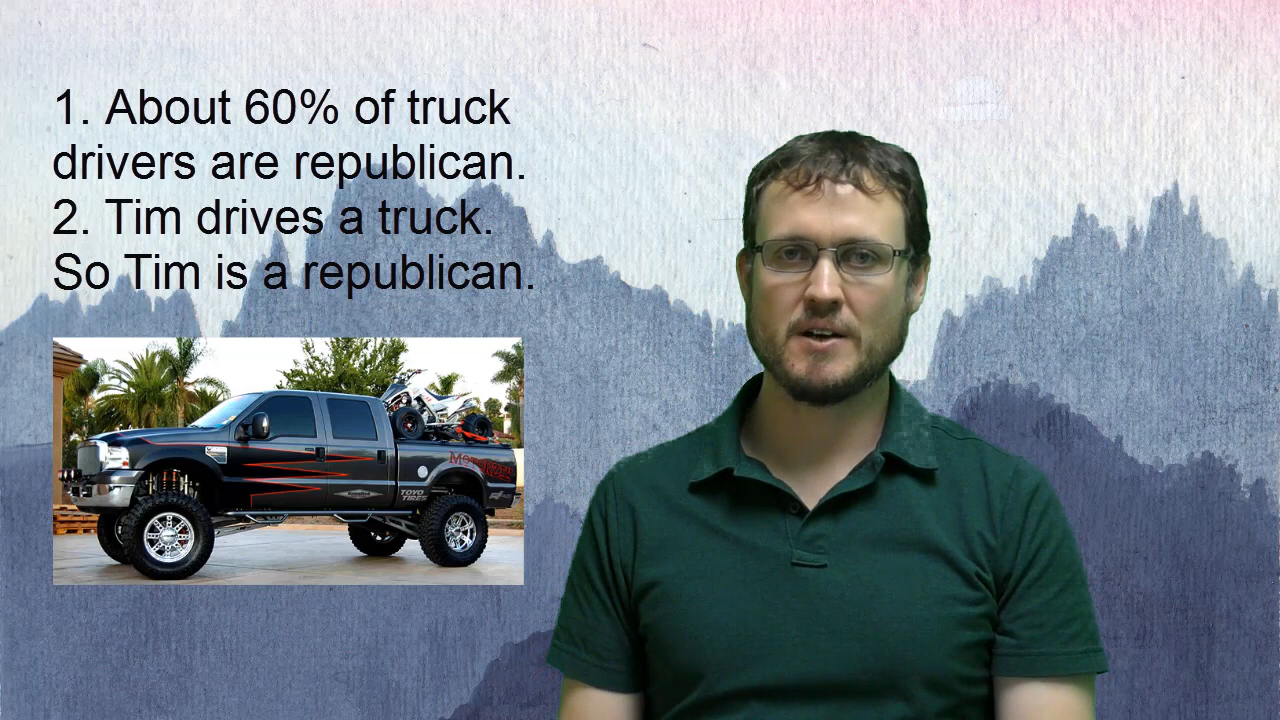 1. About 60% of truck
drivers are republican.
2. Tim drives a truck.
So Tim is a republican.
TOYO
TIRES